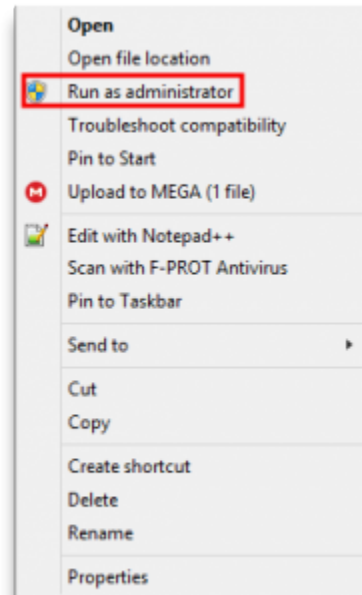 Open
Open file location
Run as administrator
Troubleshoot compatibility
Pin to Start
Upload to MEGA (1 file)
Edit with Notepad++
Scan with F-PROT Antivirus
Pin to Taskbar
Send to
Cut
Copy
Create shortcut
Delete
Rename
Properties